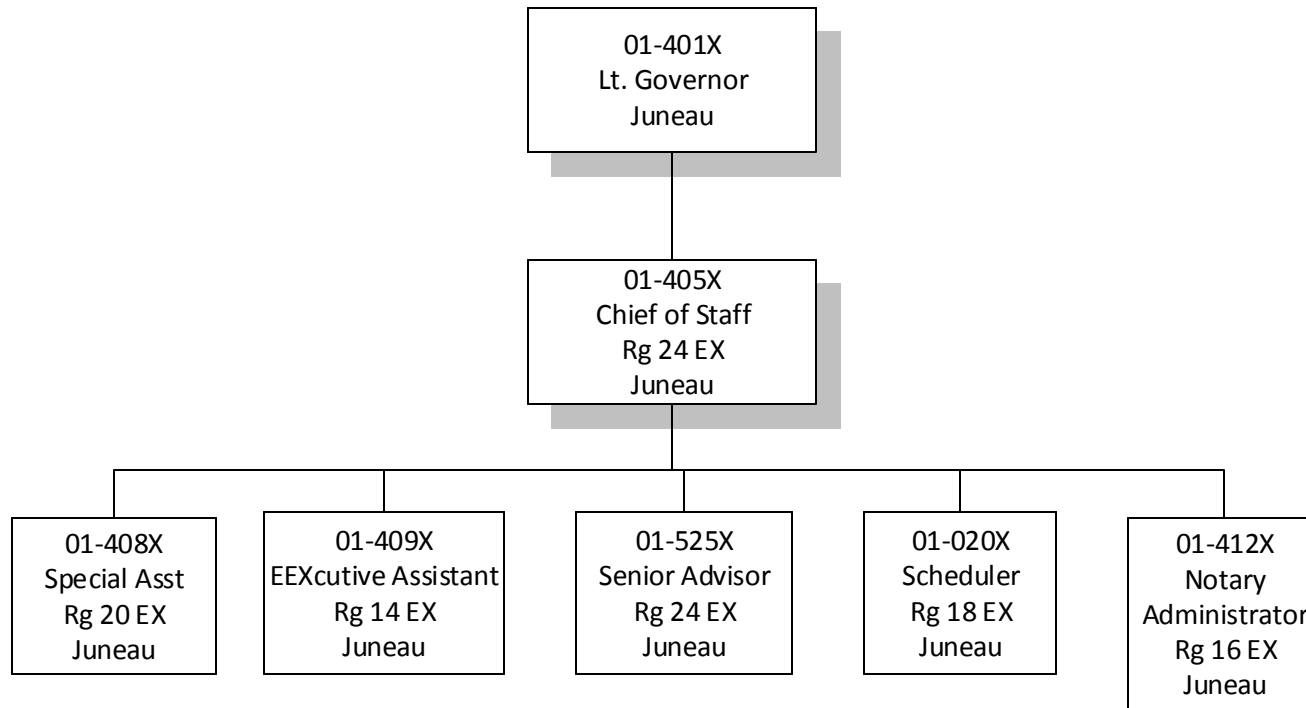 01-401X
Lt. Governor
Juneau
01-405X
Chief of Staff
Rg 24 EX
Juneau
01-408X
Special Asst
Rg 20 EX
Juneau
01-409X
EEXcutive Assistant
Rg 14 EX
Juneau
01-525X
Senior Advisor
Rg 24 EX
Juneau
01-020X
Scheduler
Rg 18 EX
Juneau
01-412X
Notary
Administrator
Rg 16 EX
Juneau